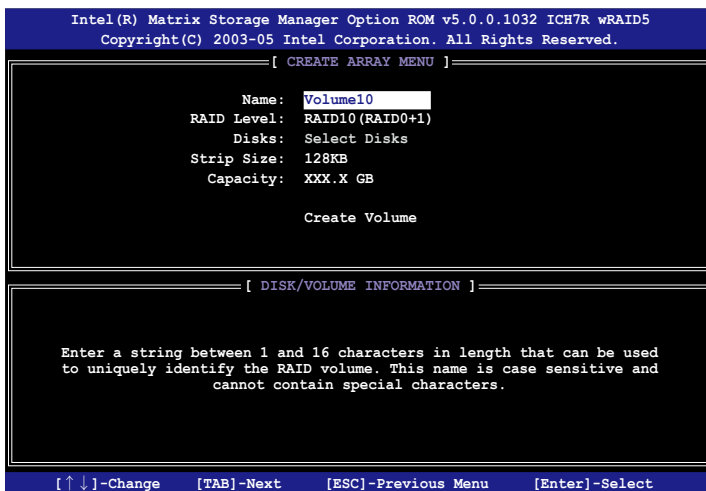 Intel(R) Matrix Storage Manager Option ROM v5.0.0.1032 ICH7R wRAID5
Copyright(C) 2003-05 Intel Corporation. All Rights Reserved.
[ CREATE ARRAY MENU ]
Name: Volume10
RAID Level: RAID10(RAID0+1)
Disks: Select Disks
Strip Size: 128KB
Capacity: XXX.X GB
Create Volume
[ DISK/VOLUME INFORMATION ]
Enter a string between 1 and 16 characters in length that can be used
to uniquely identify the RAID volume. This name is case sensitive and
cannot contain special characters.
[↑↓]-Change [TAB]-Next [ESC]-Previous Menu [Enter]-Select